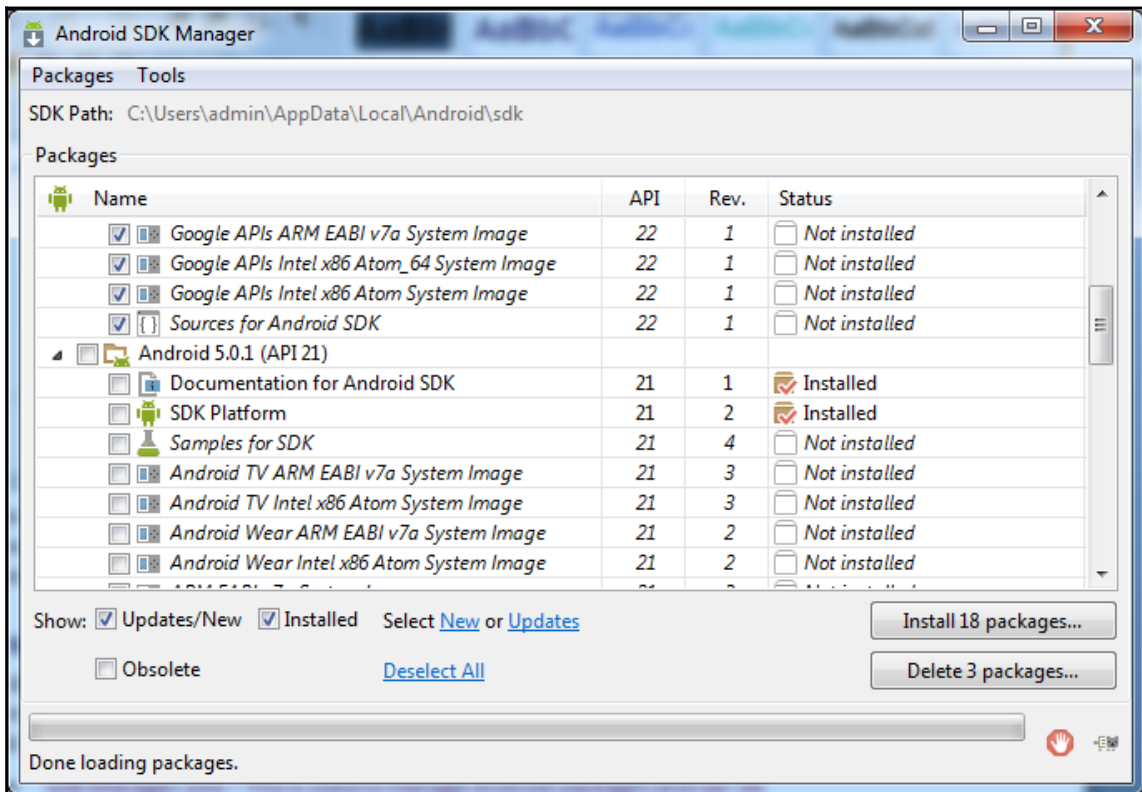 Android SDK Manager
Packages Tools
SDK Path: C:\Users\admin\AppData\Local\Android\sdk
Packages
Name API Rev. Status
Google APIs ARM EABI v7a System Image 22 1 Not installed
Google APIs Intel x86 Atom_64 System Image 22 1 Not installed
Google APIs Intel x86 Atom System Image 22 1 Not installed
Sources for Android SDK 22 1 Not installed
Android 5.0.1 (API 21)
Documentation for Android SDK 21 1 Installed
SDK Platform 21 2 Installed
Samples for SDK 21 4 Not installed
Android TV ARM EABI v7a System Image 21 3 Not installed
Android TV Intel x86 Atom System Image 21 3 Not installed
Android Wear ARM EABI v7a System Image 21 2 Not installed
Android Wear Intel x86 Atom System Image 21 2 Not installed
Show: Updates/New Installed Select New or Updates Install 18 packages...
Obsolete Deselect All Delete 3 packages...
Done loading packages.